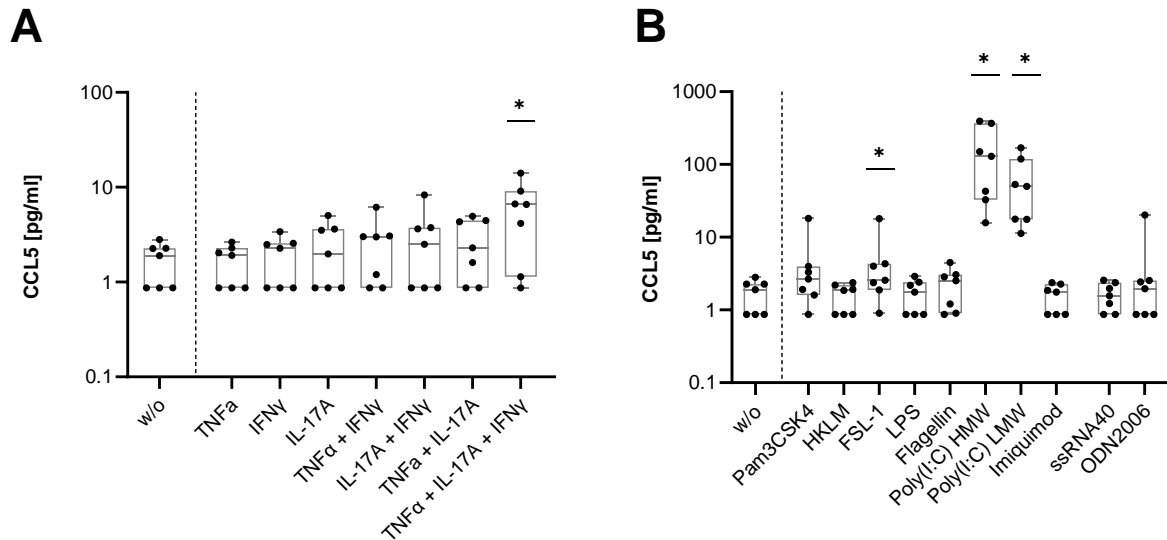 A
CCL5 [pg/ml]
100
10
1
0.1
*
w/o
TNFa
IFNγ
IL-17A
TNFα + IFNγ
IL-17A + IFNγ
TNFa + IL-17A
TNFα + IL-17A + IFNγ
B
CCL5 [pg/ml]
1000
100
10
1
0.1
*
*
*
w/o
Pam3CSK4
HKLM
FSL-1
LPS
Flagellin
Poly(I:C) HMW
Poly(I:C) LMW
Imiquimod
ssRNA40
ODN2006